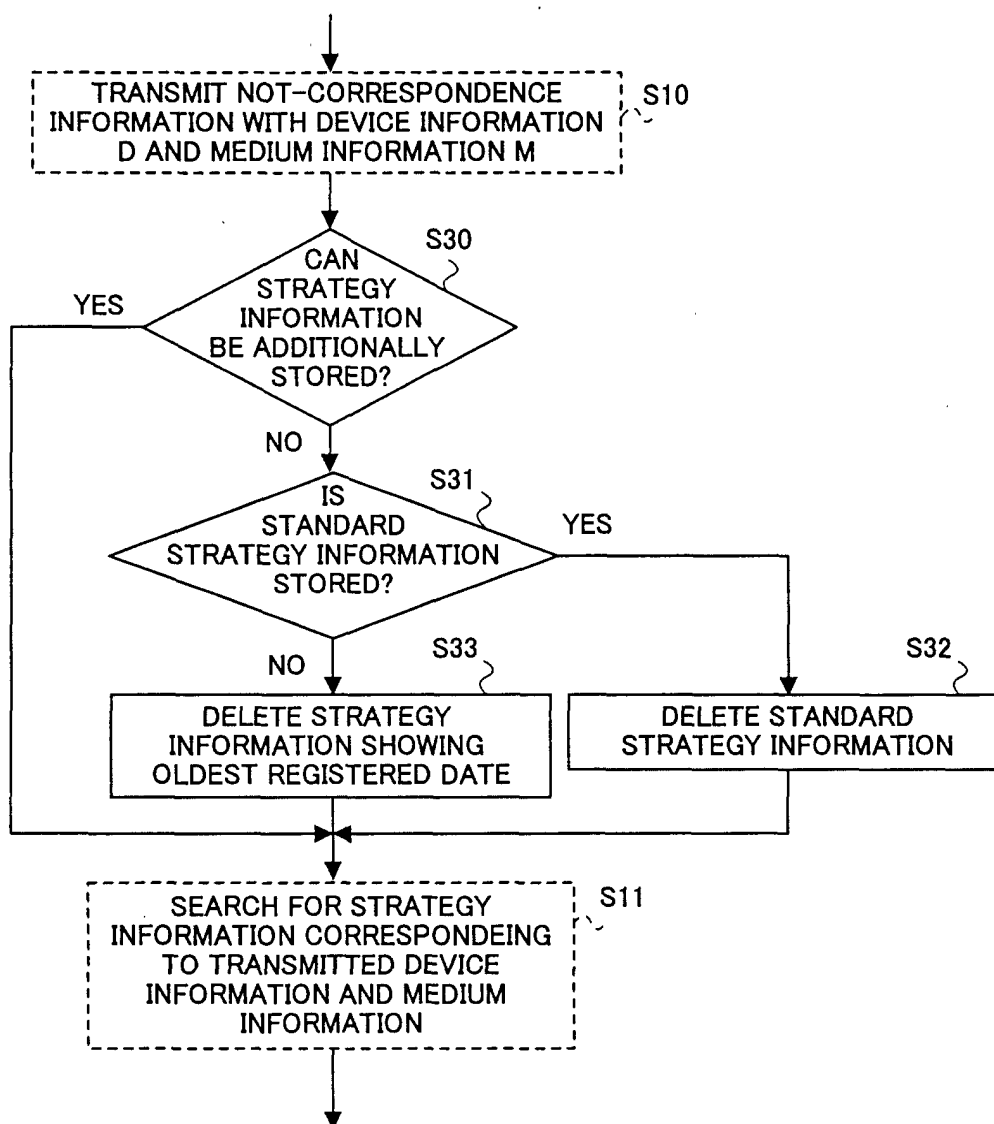 TRANSMIT NOT-CORRESPONDENCE
INFORMATION WITH DEVICE INFORMATION
D AND MEDIUM INFORMATION M
S10
CAN
STRATEGY
INFORMATION
BE ADDITIONALLY
STORED?
S30
YES
NO
IS
STANDARD
STRATEGY INFORMATION
STORED?
S31
YES
NO
S33
DELETE STRATEGY
INFORMATION SHOWING
OLDEST REGISTERED DATE
S32
DELETE STANDARD
STRATEGY INFORMATION
SEARCH FOR STRATEGY
INFORMATION CORRESPONDEING
TO TRANSMITTED DEVICE
INFORMATION AND MEDIUM
INFORMATION
S11